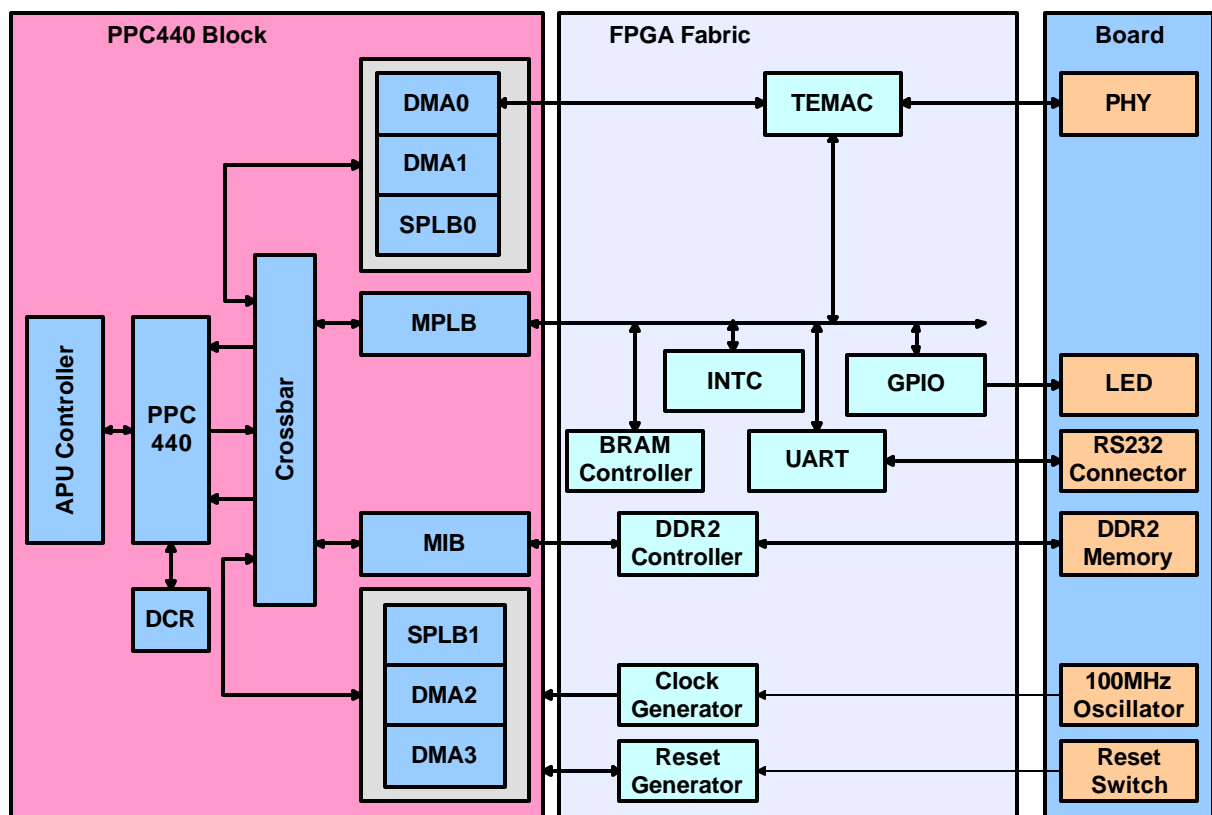 PPC440 Block
FPGA Fabric
Board
DMA0
DMA1
SPLB0
TEMAC
PHY
MPLB
INTC
GPIO
LED
APU Controller
PPC
440
Crossbar
BRAM
Controller
UART
RS232
Connector
MIB
DDR2
Controller
DDR2
Memory
DCR
SPLB1
DMA2
DMA3
Clock
Generator
100MHz
Oscillator
Reset
Generator
Reset
Switch